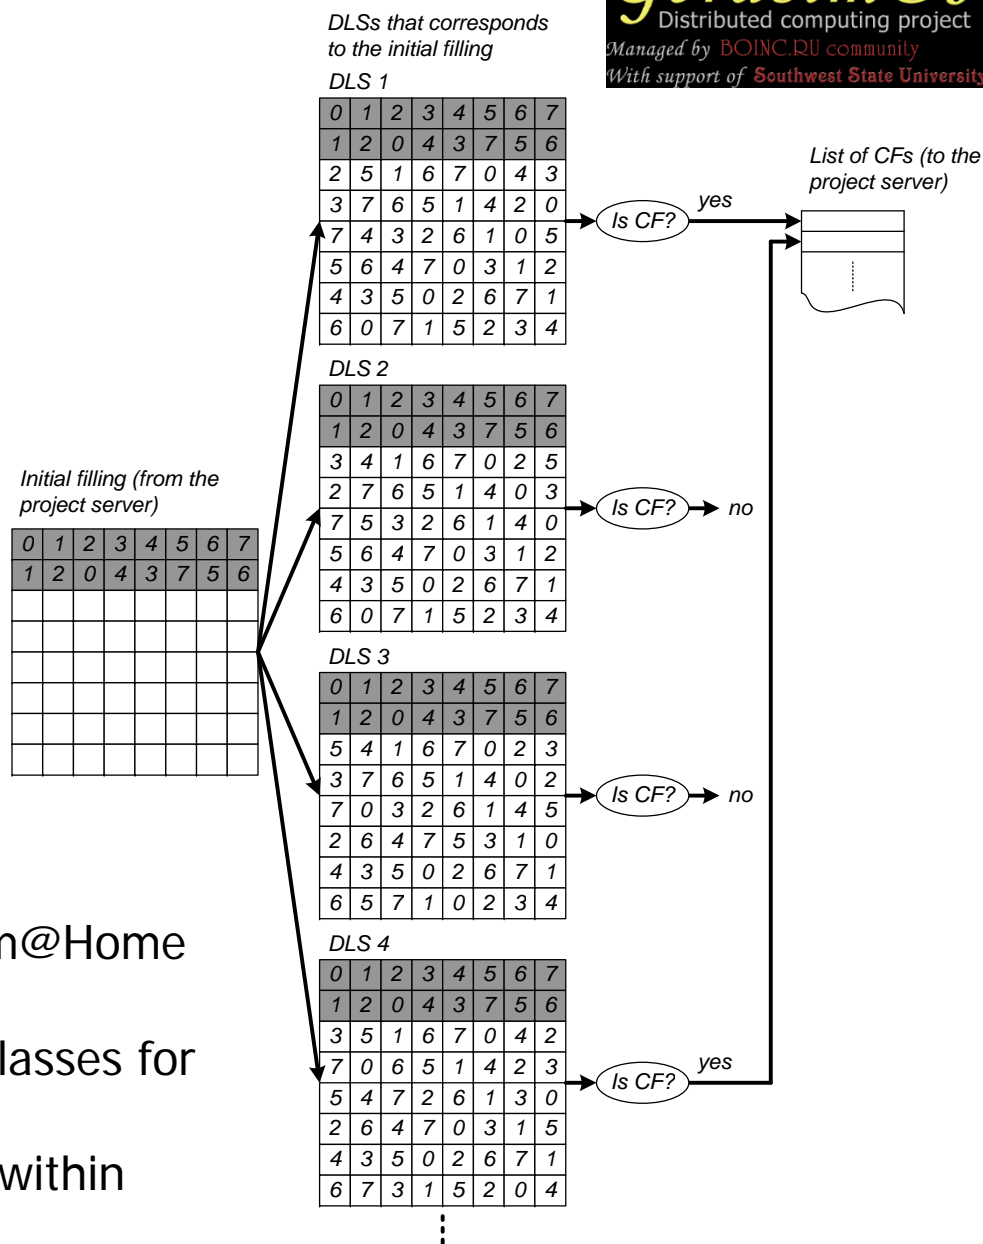 DLSs that corresponds
to the initial filling
Distributed computing project
Managed by BOINC.RU community
With support of Southwest State University
DLS 1
0 1 2 3 4 5 6 7
1 2 0 4 3 7 5 6
2 5 1 6 7 0 4 3
3 7 6 5 1 4 2 0
7 4 3 2 6 1 0 5
5 6 4 7 0 3 1 2
4 3 5 0 2 6 7 1
6 0 7 1 5 2 3 4
Is CF?
yes
List of CFs (to the
project server)
DLS 2
0 1 2 3 4 5 6 7
1 2 0 4 3 7 5 6
3 4 1 6 7 0 2 5
2 7 6 5 1 4 0 3
7 5 3 2 6 1 4 0
5 6 4 7 0 3 1 2
4 3 5 0 2 6 7 1
6 0 7 1 5 2 3 4
Is CF?
no
Initial filling (from the
project server)
0 1 2 3 4 5 6 7
1 2 0 4 3 7 5 6
DLS 3
0 1 2 3 4 5 6 7
1 2 0 4 3 7 5 6
5 4 1 6 7 0 2 3
3 7 6 5 1 4 0 2
7 0 3 2 6 1 4 5
2 6 4 7 5 3 1 0
4 3 5 0 2 6 7 1
6 5 7 1 0 2 3 4
Is CF?
no
DLS 4
0 1 2 3 4 5 6 7
1 2 0 4 3 7 5 6
3 5 1 6 7 0 4 2
7 0 6 5 1 4 2 3
5 4 7 2 6 1 3 0
2 6 4 7 0 3 1 5
4 3 5 0 2 6 7 1
6 7 3 1 5 2 0 4
Is CF?
yes
m@Home
lasses for
within